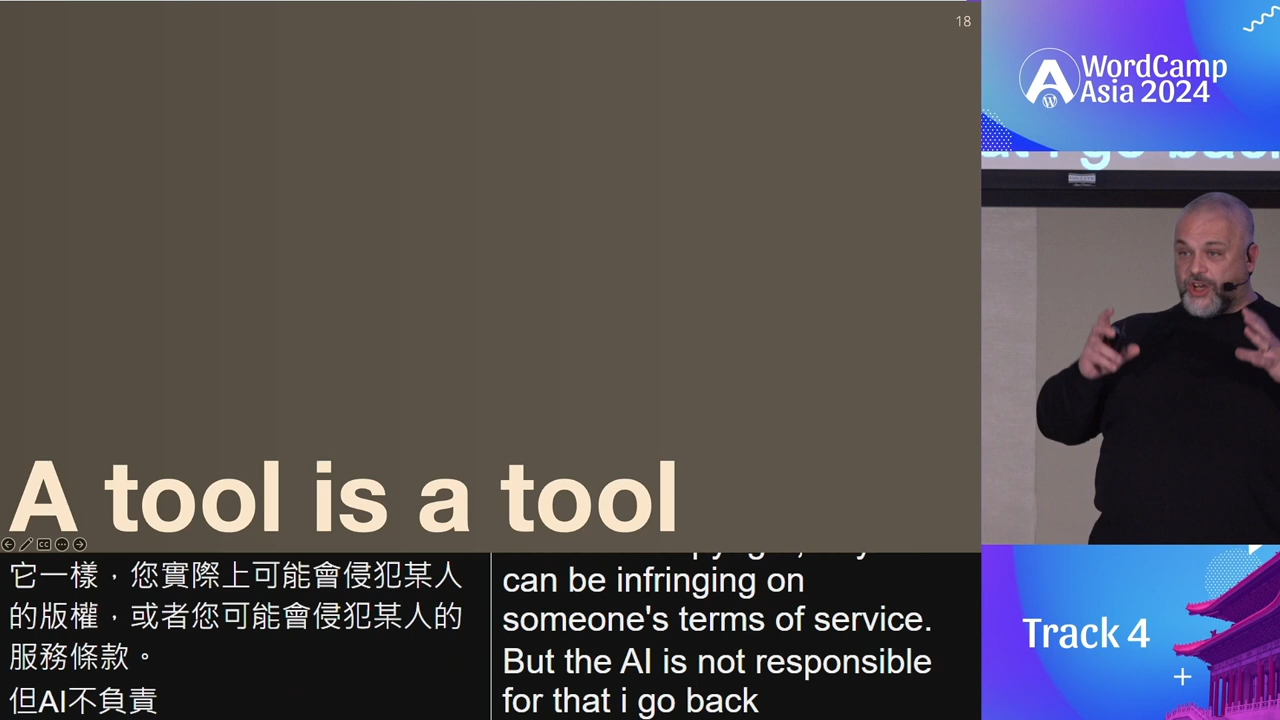 18
A tool is a tool
它一樣，您實際上可能會侵犯某人
的版權，或者您可能會侵犯某人的
服務條款。
但AI不負責
can be infringing on
someone's terms of service.
But the AI is not responsible
for that i go back
WordCamp
Asia 2024
i go back
Track 4